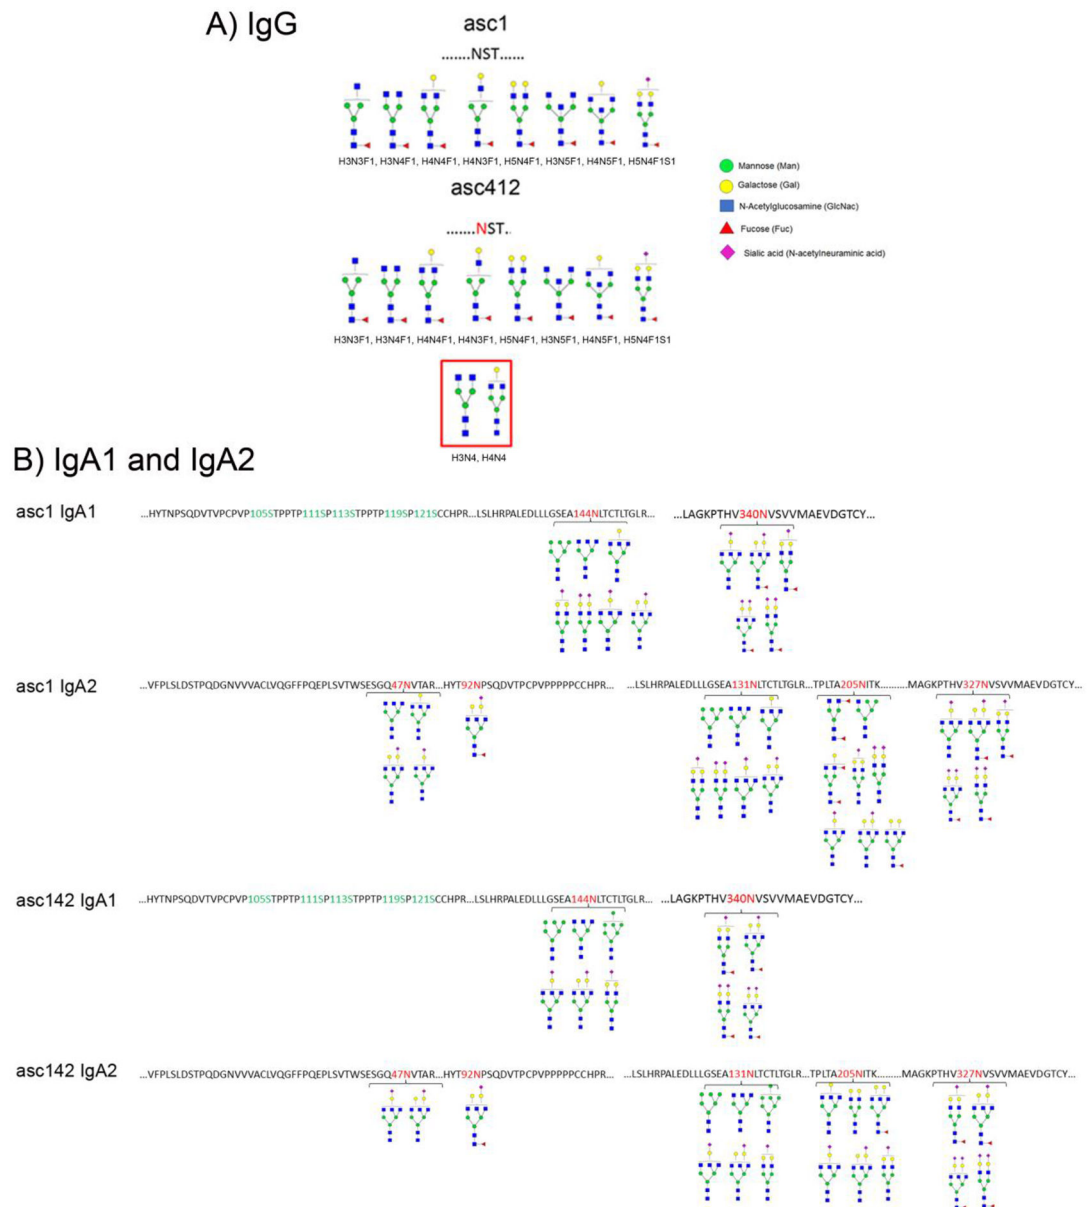 A) IgG
asc1
.......NST......
H3N3F1, H3N4F1, H4N4F1, H4N3F1, H5N4F1, H3N5F1, H4N5F1, H5N4F1S1
asc412
.......NST..
H3N3F1, H3N4F1, H4N4F1, H4N3F1, H5N4F1, H3N5F1, H4N5F1, H5N4F1S1
H3N4, H4N4
Mannose (Man)
Galactose (Gal)
N-Acetylglucosamine (GlcNac)
Fucose (Fuc)
Sialic acid (N-acetylneuraminic acid)
B) IgA1 and IgA2
asc1 IgA1
...HYTNPSQDVTVPCPVP105STPPTP111SP113STPPTP119SP121SCCHPR...LSLHRPALEDLLLGSEA144NLTCTLTGLR... ...LAGKPTHV340NVSVVMAEVDGTCY...
asc1 IgA2
...VFPLSLDSTPQDGNVVVACLVQGFFPQEPLSVTWSESGQ47NVTAR...HYT92NPSQDVTPCPVPPPPPCCHPR... ...LSLHRPALEDLLLGSEA131NLTCTLTGLR...TPLTA205NITK..........MAGKPTHV327NVSVVMAEVDGTCY...
asc142 IgA1
...HYTNPSQDVTVPCPVP105STPPTP111SP113STPPTP119SP121SCCHPR...LSLHRPALEDLLLGSEA144NLTCTLTGLR... ...LAGKPTHV340NVSVVMAEVDGTCY...
asc142 IgA2
...VFPLSLDSTPQDGNVVVACLVQGFFPQEPLSVTWSESGQ47NVTAR...HYT92NPSQDVTPCPVPPPPPCCHPR... ...LSLHRPALEDLLLGSEA131NLTCTLTGLR...TPLTA205NITK..........MAGKPTHV327NVSVVMAEVDGTCY...